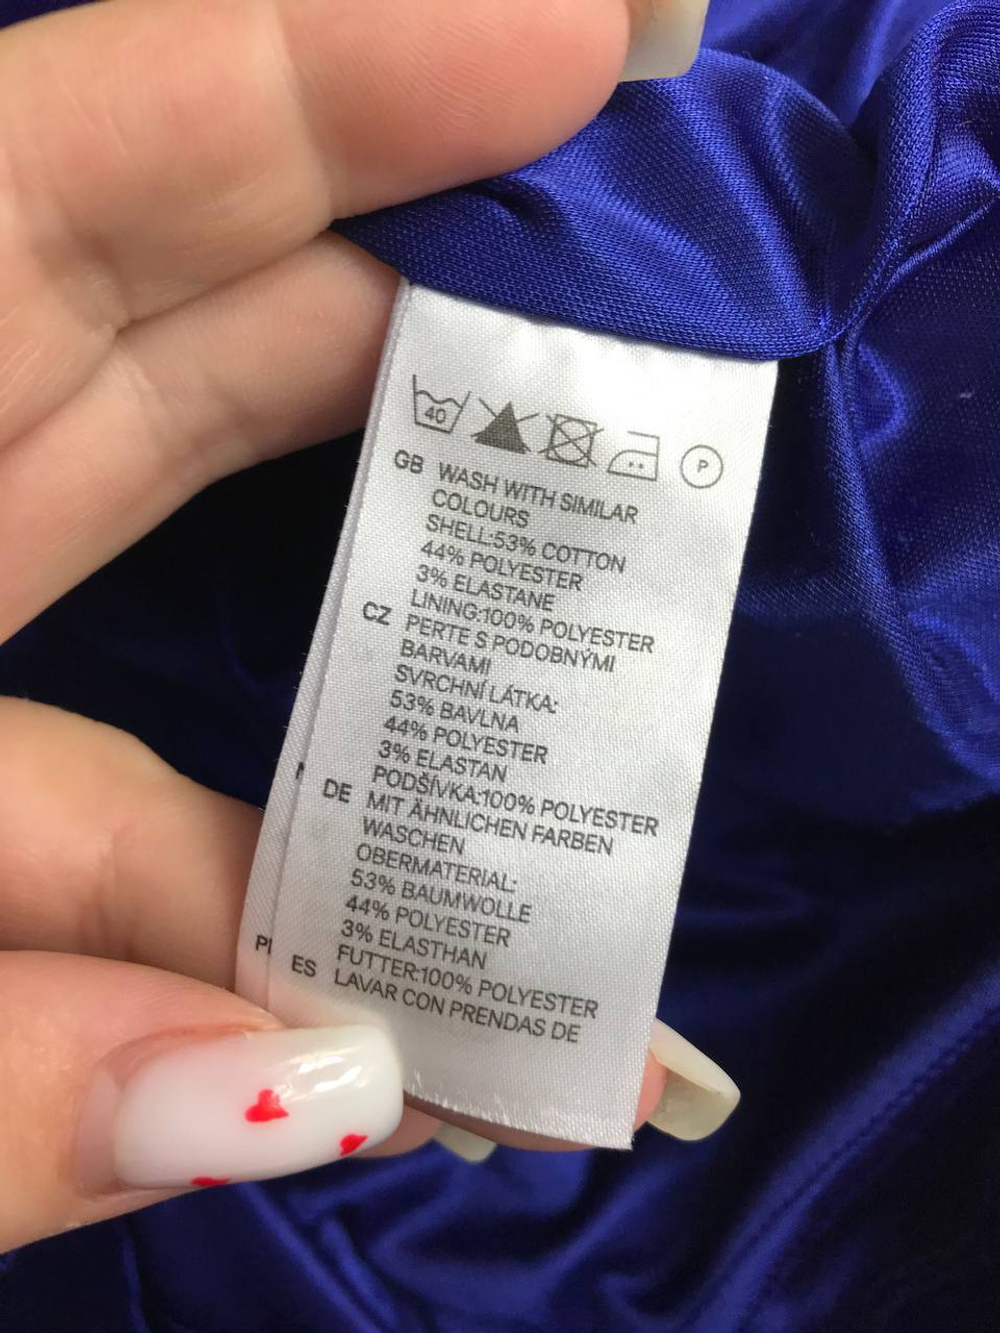 40
P
GB WASH WITH SIMILAR
COLOURS
SHELL:53% COTTON
44% POLYESTER
3% ELASTANE
LINING:100% POLYESTER
CZ PERTE S PODOBNÝMI
BARVAMI
SVRCHNÍ LÁTKA:
53% BAVLNA
44% POLYESTER
3% ELASTAN
PODŠÍVKA:100% POLYESTER
DE MIT ÄHNLICHEN FARBEN
WASCHEN
OBERMATERIAL:
53% BAUMWOLLE
44% POLYESTER
3% ELASTHAN
FUTTER:100% POLYESTER
ES LAVAR CON PRENDAS DE